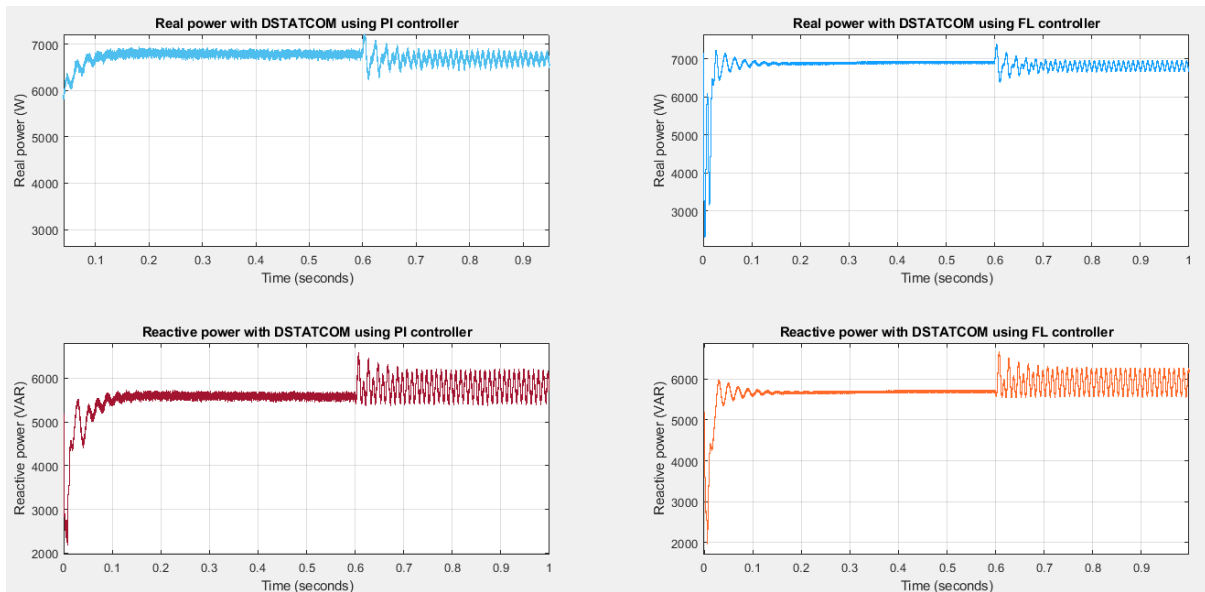 Real power with DSTATCOM using PI controller
Real power (W)
7000
6000
5000
4000
3000
0.1 0.2 0.3 0.4 0.5 0.6 0.7 0.8 0.9
Time (seconds)
Real power with DSTATCOM using FL controller
Real power (W)
7000
6000
5000
4000
3000
0 0.1 0.2 0.3 0.4 0.5 0.6 0.7 0.8 0.9 1
Time (seconds)
Reactive power with DSTATCOM using PI controller
Reactive power (VAR)
6000
5000
4000
3000
2000
0 0.1 0.2 0.3 0.4 0.5 0.6 0.7 0.8 0.9 1
Time (seconds)
Reactive power with DSTATCOM using FL controller
Reactive power (VAR)
6000
5000
4000
3000
2000
0 0.1 0.2 0.3 0.4 0.5 0.6 0.7 0.8 0.9
Time (seconds)